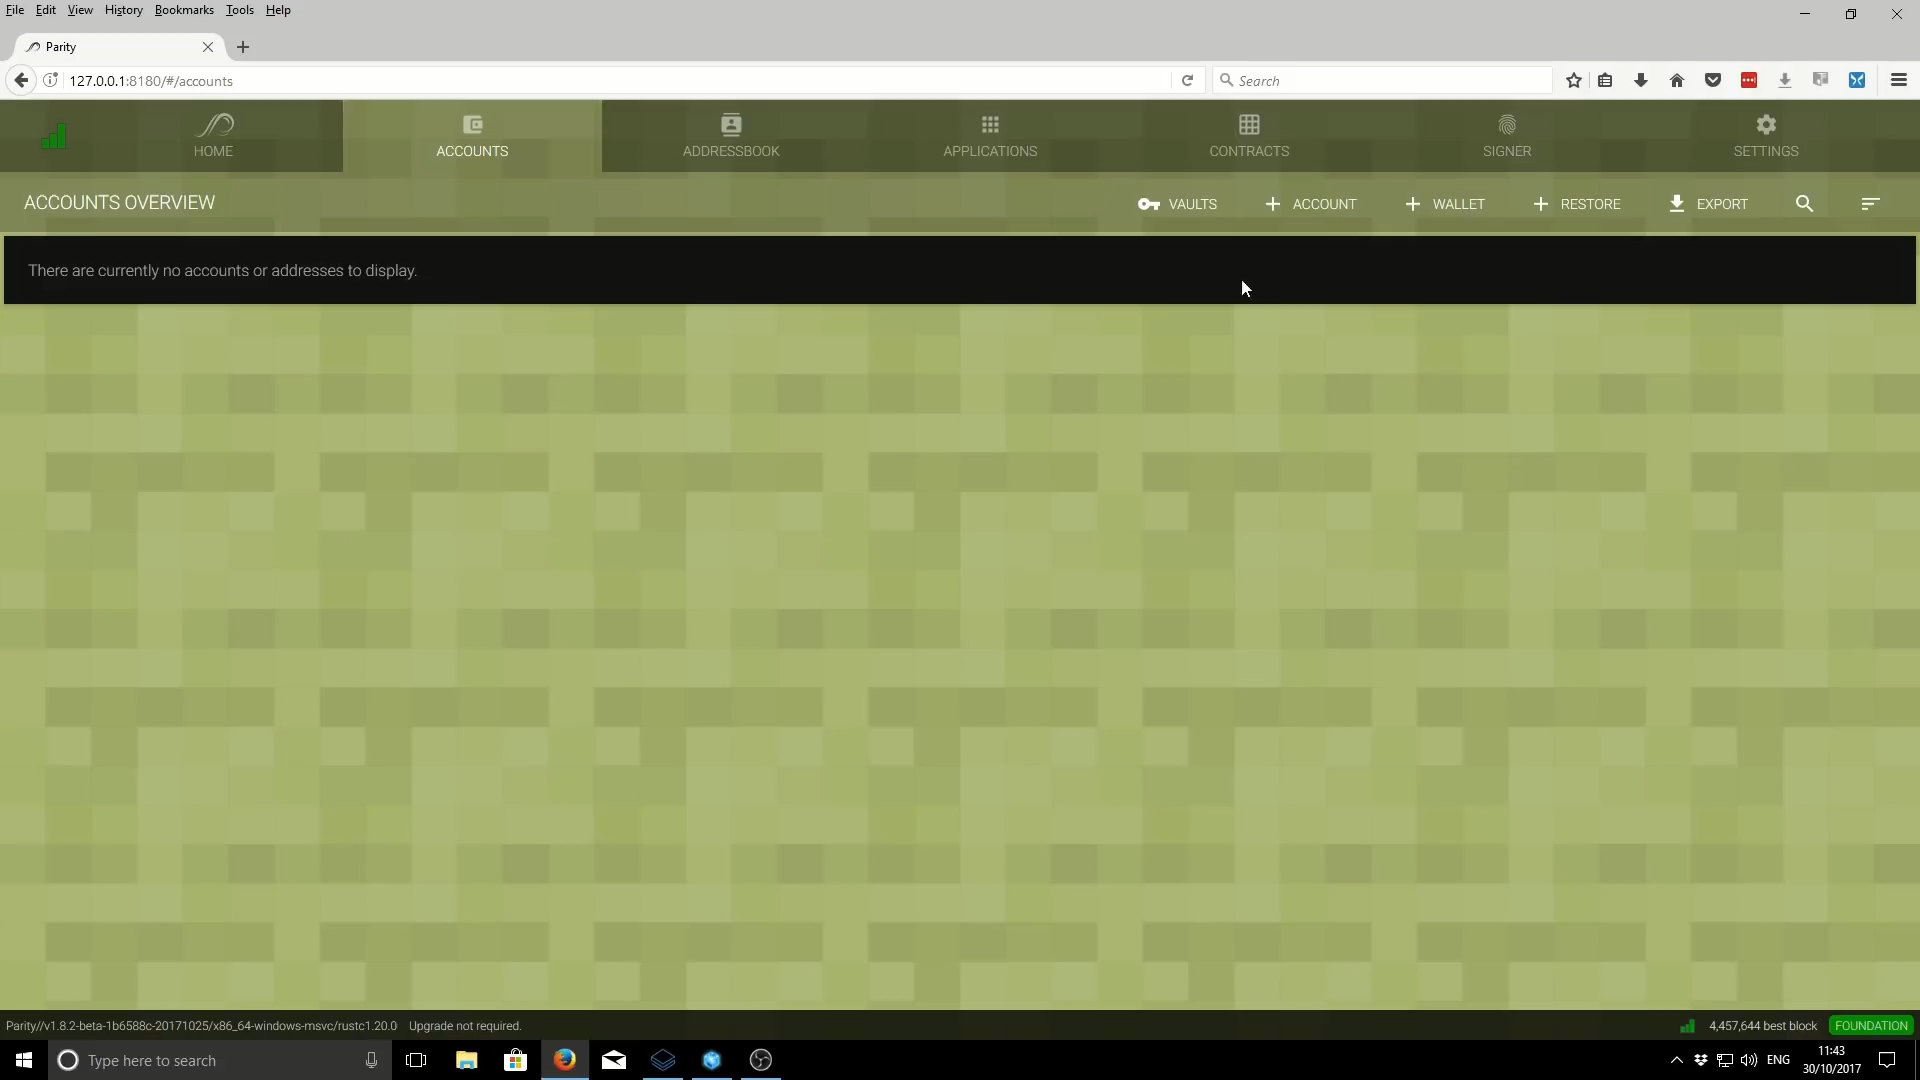 File Edit View History Bookmarks Tools Help
Parity
127.0.0.1:8180/#/accounts
Search
HOME
ACCOUNTS
ADDRESSBOOK
APPLICATIONS
CONTRACTS
SIGNER
SETTINGS
ACCOUNTS OVERVIEW
VAULTS
ACCOUNT
WALLET
RESTORE
EXPORT
There are currently no accounts or addresses to display.
Parity//v1.8.2-beta-1b6588c-20171025/x86_64-windows-msvc/rustc1.20.0 Upgrade not required.
4,457,644 best block
FOUNDATION
Type here to search
ENG
11:43
30/10/2017